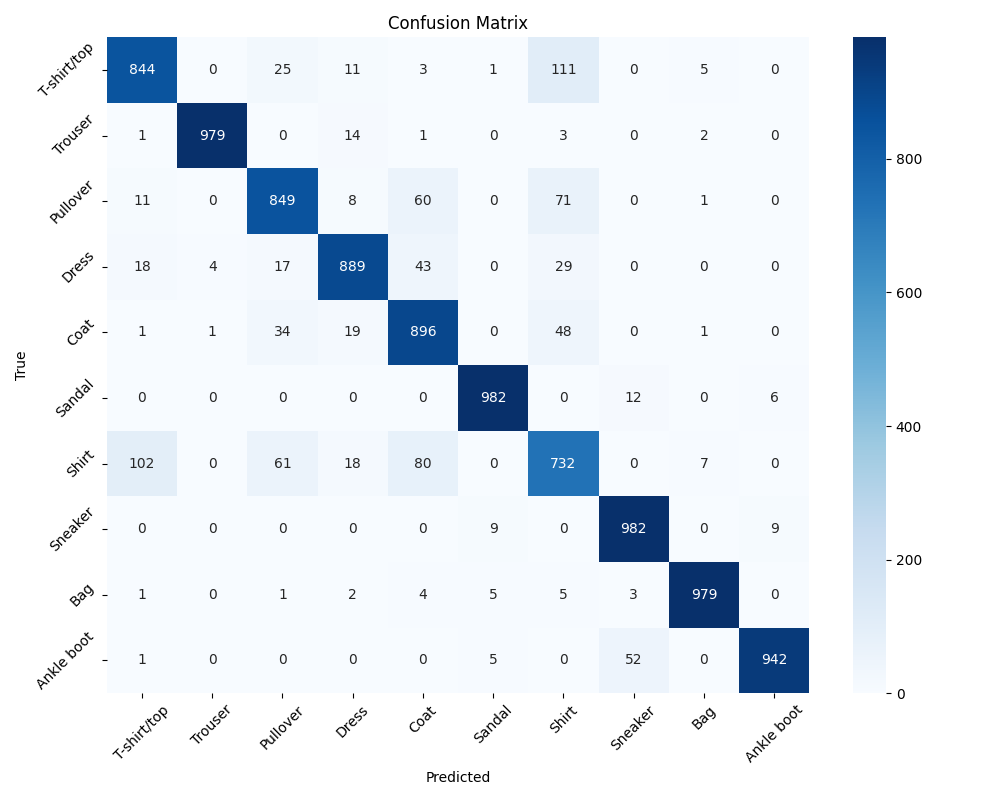 Confusion Matrix
T-shirt/top 844 0 25 11 3 1 111 0 5 0
Trouser 1 979 0 14 1 0 3 0 2 0
Pullover 11 0 849 8 60 0 71 0 1 0
Dress 18 4 17 889 43 0 29 0 0 0
Coat 1 1 34 19 896 0 48 0 1 0
Sandal 0 0 0 0 0 982 0 12 0 6
Shirt 102 0 61 18 80 0 732 0 7 0
Sneaker 0 0 0 0 0 9 0 982 0 9
Bag 1 0 1 2 4 5 5 3 979 0
Ankle boot 1 0 0 0 0 5 0 52 0 942
T-shirt/top Trouser Pullover Dress Coat Sandal Shirt Sneaker Bag Ankle boot
Predicted
True
800
600
400
200
0